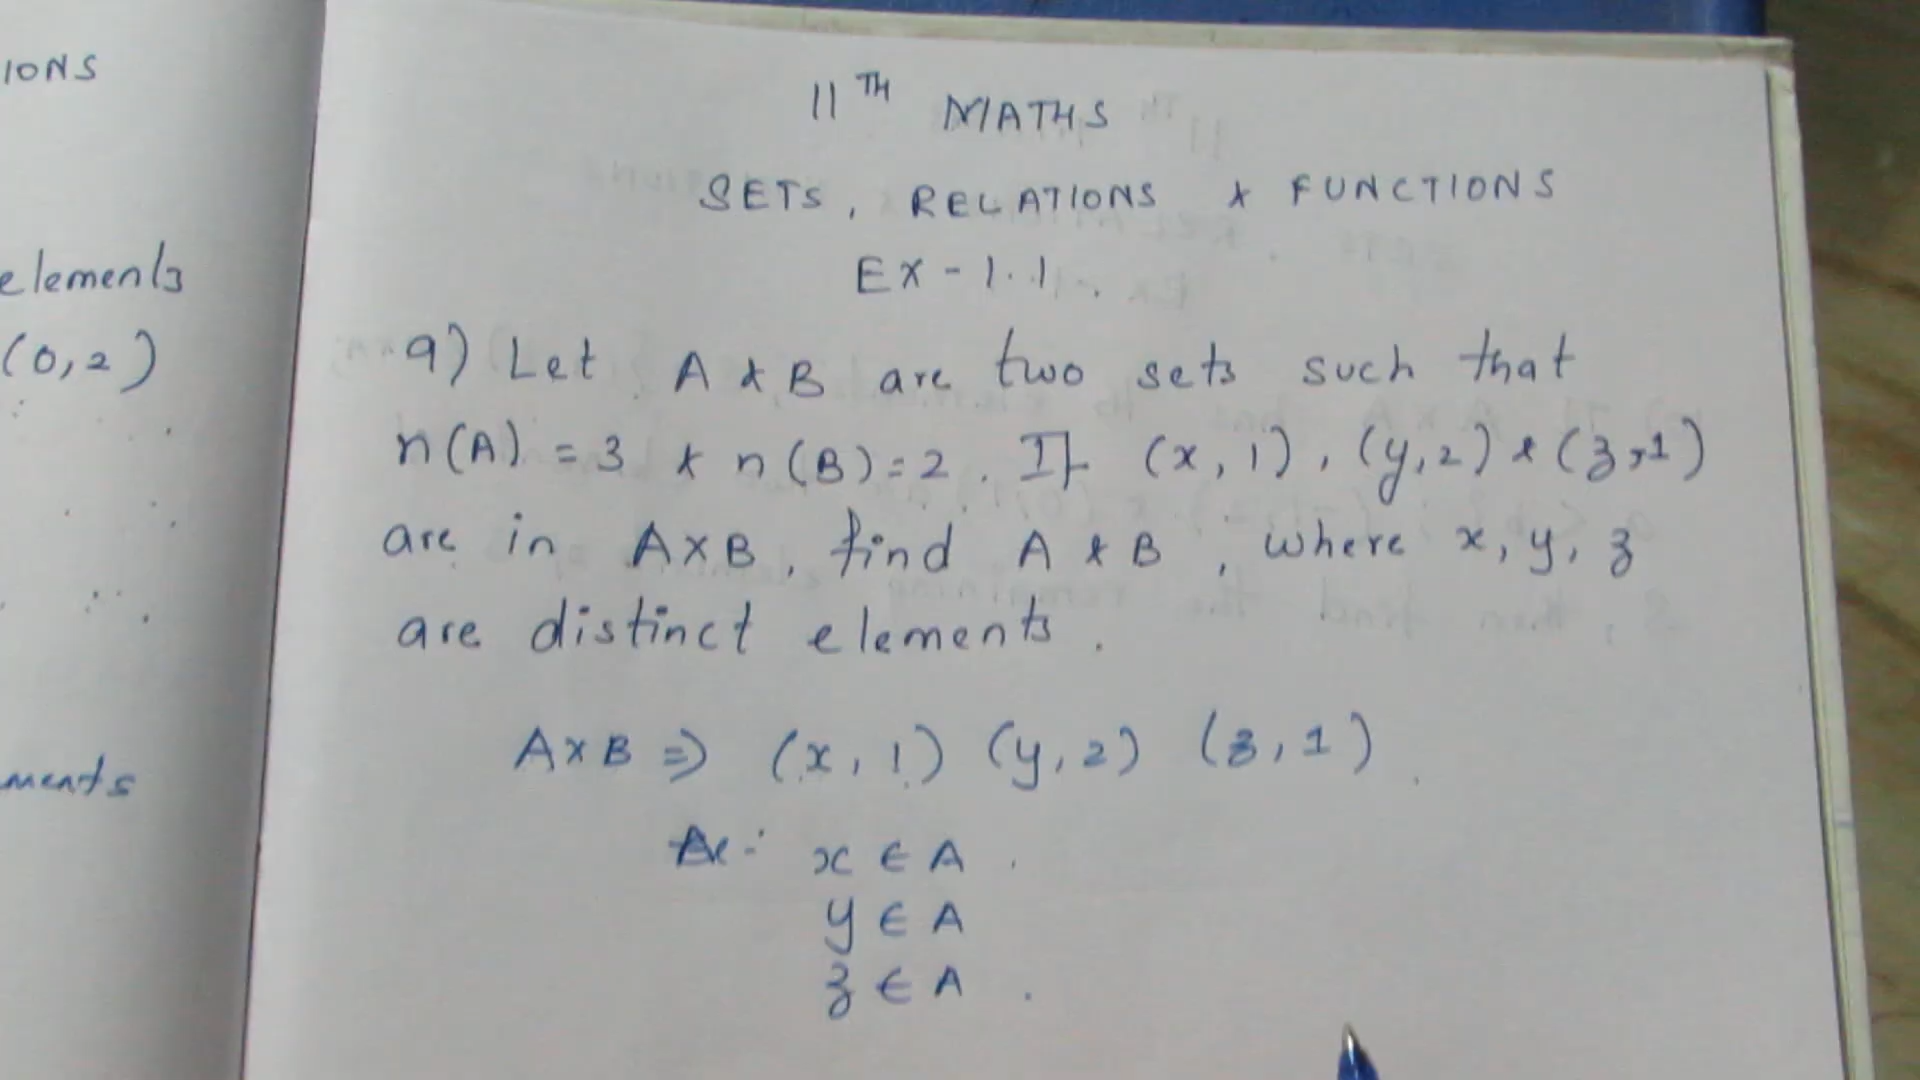 IONS
elements
(0,2)
ments
11TH MATHS
SETS, RELATIONS & FUNCTIONS
EX-1.1.
9) Let A & B are two sets such that
n(A) = 3 & n(B)=2. If (x,1), (y,2) & (z,1)
are in A×B, find A & B, where x, y, z
are distinct elements.
A×B ⇒ (x,1) (y,2) (z,1)
x ∈ A.
y ∈ A
z ∈ A.